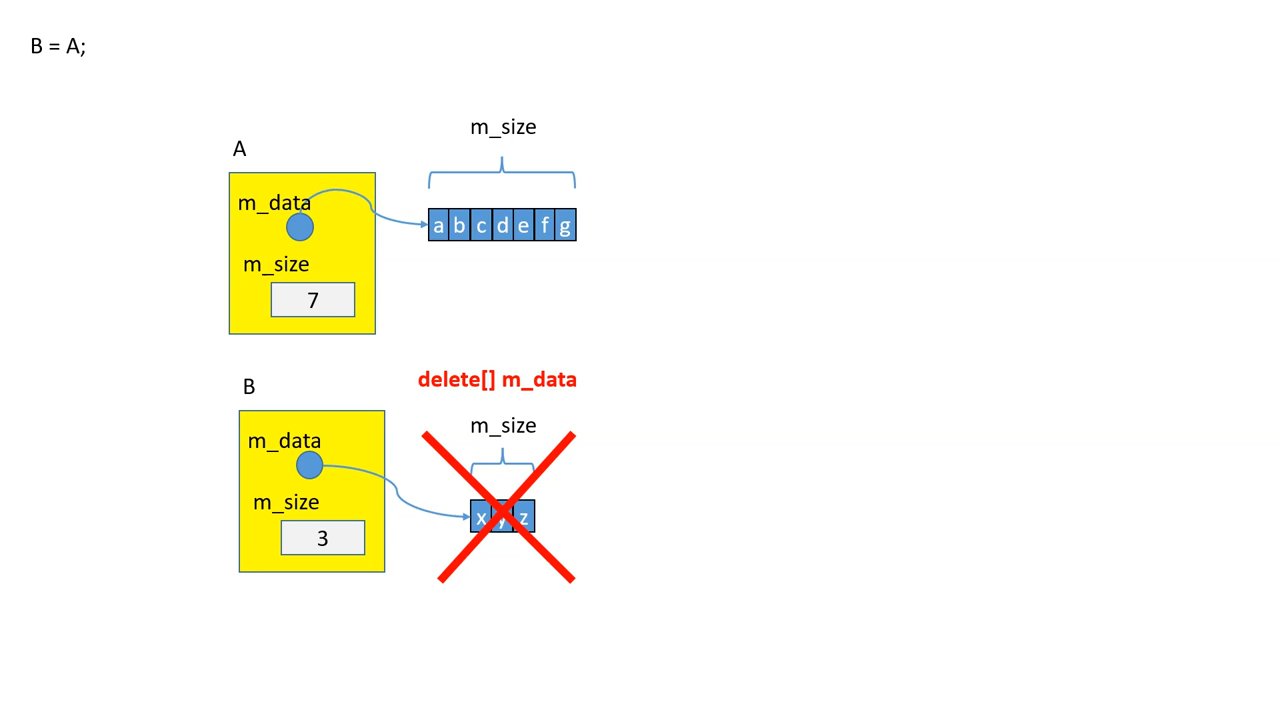 B = A;
m_size
A
m_data
a b c d e f g
m_size
7
delete[] m_data
B
m_size
m_data
m_size
x y z
3